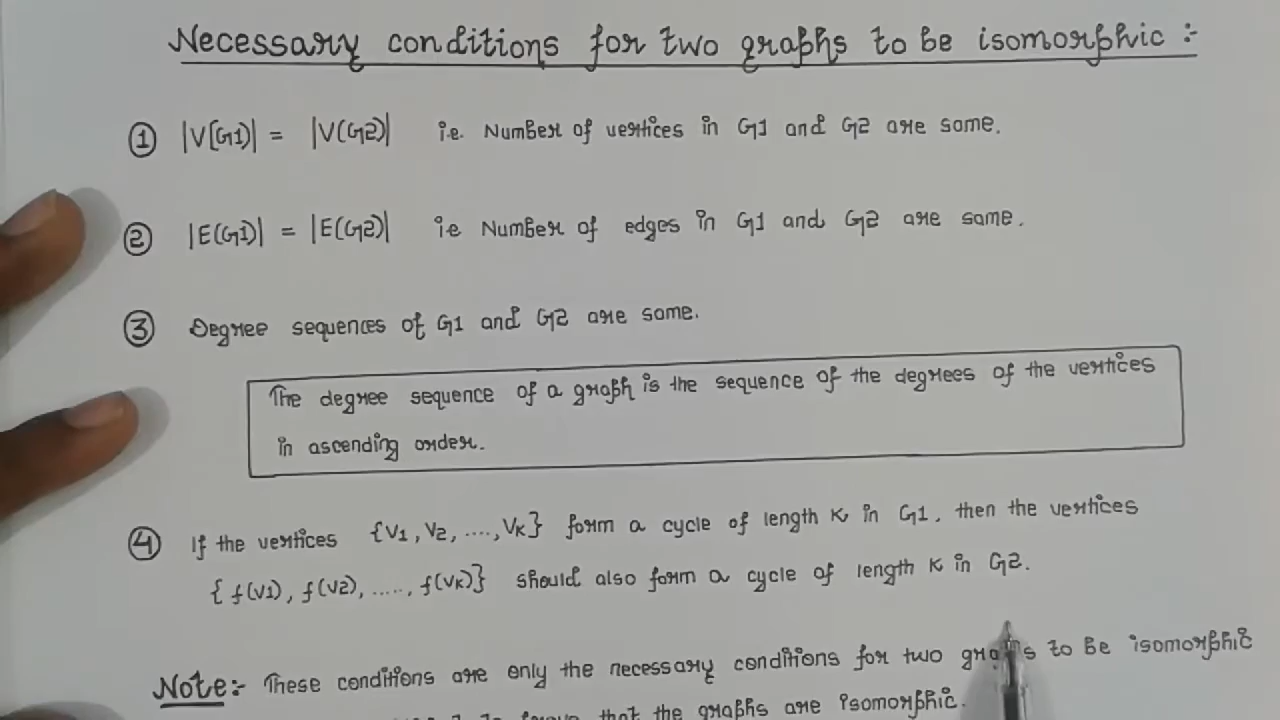 Necessary conditions for two graphs to be isomorphic :-
① |V(G1)| = |V(G2)| i.e. Number of vertices in G1 and G2 are same.
② |E(G1)| = |E(G2)| i.e Number of edges in G1 and G2 are same.
③ Degree sequences of G1 and G2 are same.
The degree sequence of a graph is the sequence of the degrees of the vertices
in ascending order.
④ If the vertices {V1, V2, ...., Vk} form a cycle of length K in G1, then the vertices
{ f(V1), f(V2), ....., f(Vk)} should also form a cycle of length K in G2.
Note:- These conditions are only the necessary conditions for two graphs to be isomorphic
that the graphs are isomorphic.